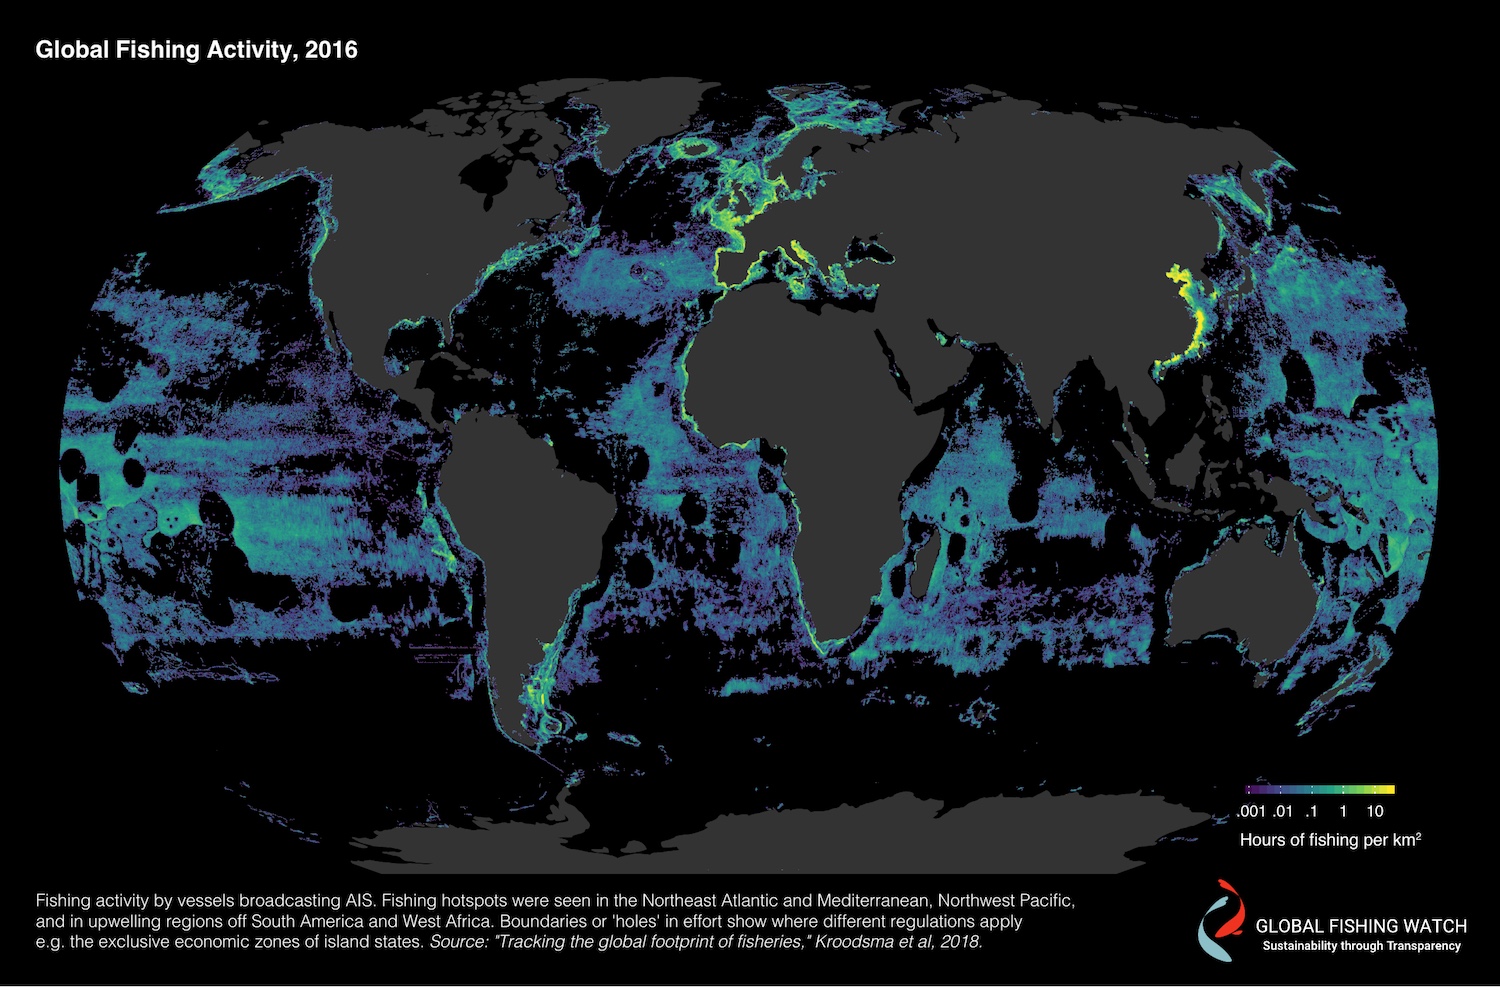 Global Fishing Activity, 2016
.001 .01 .1 1 10
Hours of fishing per km²
Fishing activity by vessels broadcasting AIS. Fishing hotspots were seen in the Northeast Atlantic and Mediterranean, Northwest Pacific,
and in upwelling regions off South America and West Africa. Boundaries or 'holes' in effort show where different regulations apply
e.g. the exclusive economic zones of island states. Source: "Tracking the global footprint of fisheries," Kroodsma et al, 2018.
GLOBAL FISHING WATCH
Sustainability through Transparency